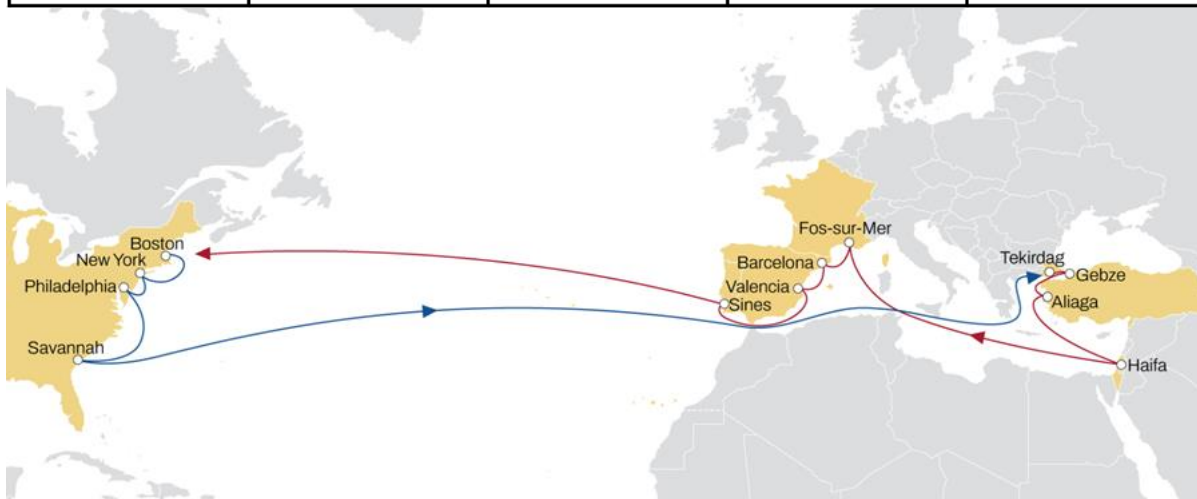 Fos-sur-Mer
Boston
New York
Barcelona
Tekirdag
Gebze
Philadelphia
Valencia
Sines
Aliaga
Savannah
Haifa